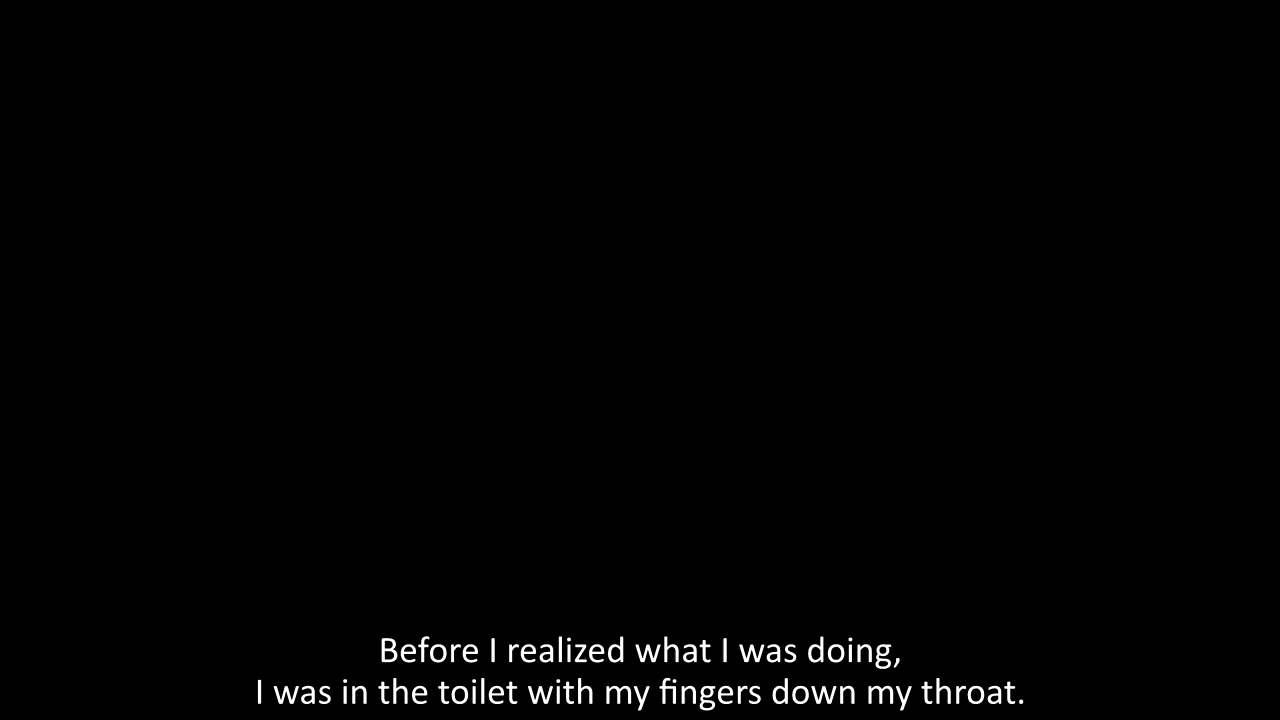 Before I realized what I was doing,
I was in the toilet with my fingers down my throat.